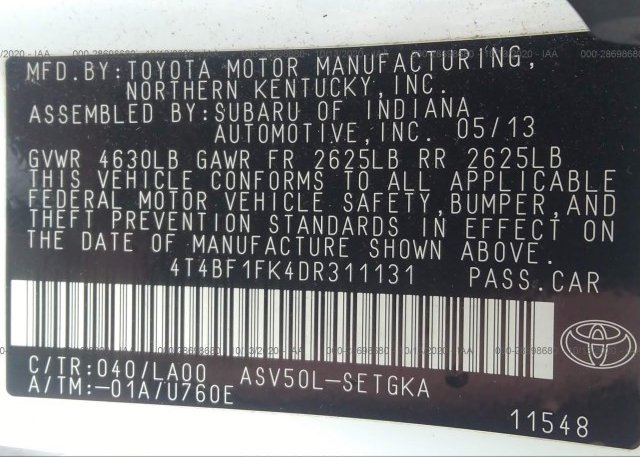 MFD.BY:TOYOTA MOTOR MANUFACTURING,
NORTHERN KENTUCKY,INC.
ASSEMBLED BY:SUBARU OF INDIANA
AUTOMOTIVE,INC. 05/13
GVWR 4630LB GAWR FR 2625LB RR 2625LB
THIS VEHICLE CONFORMS TO ALL APPLICABLE
FEDERAL MOTOR VEHICLE SAFETY,BUMPER,AND
THEFT PREVENTION STANDARDS IN EFFECT ON
THE DATE OF MANUFACTURE SHOWN ABOVE.
4T4BF1FK4DR311131 PASS.CAR
C/TR:040/LA00 ASV50L-SETGKA
A/TM:-01A/U760E
11548